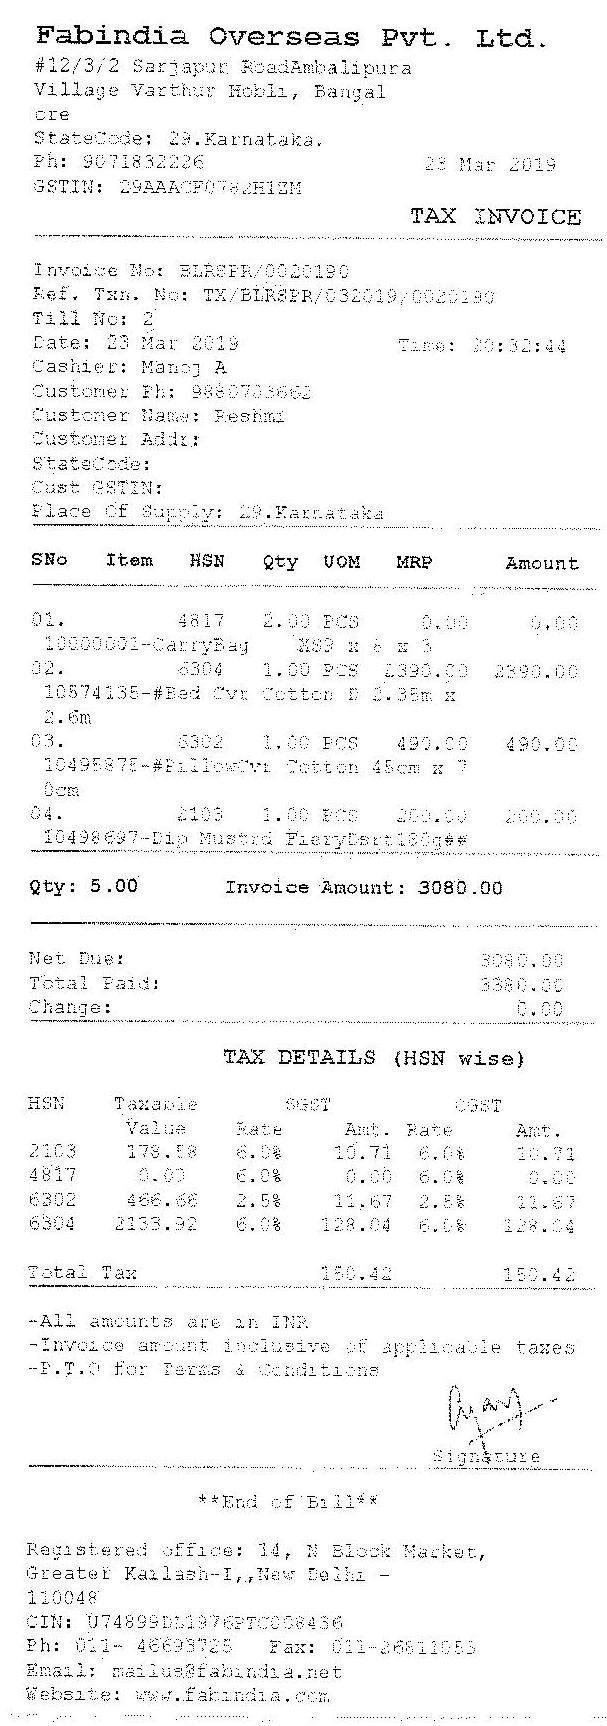 Fabindia Overseas Pvt. Ltd.
#12/3/2 Sarjapur RoadAmbalipura
Village Varthur Hobli, Bangal
ore
StateCode: 29.Karnataka.
Ph: 9071832226 23 Mar 2019
GSTIN: 29AAACF0782H1ZM
TAX INVOICE
Invoice No: BLRSPR/0020190
Ref. Txn. No: TX/BLRSPR/032019/0020190
Till No: 2
Date: 23 Mar 2019 Time: 20:32:44
Cashier: Manoj A
Customer Ph: 9880703662
Customer Name: Reshmi
Customer Addr:
StateCode:
Cust GSTIN:
Place Of Supply: 29.Karnataka
SNo Item HSN Qty UOM MRP Amount
01. 4817 2.00 PCS 0.00 0.00
10000001-CarryBag XS9 x 6 x 3
02. 6304 1.00 PCS 2390.00 2390.00
10574135-#Bed Cvr Cotton D 2.35m x
2.6m
03. 6302 1.00 PCS 490.00 490.00
10495875-#PillowCvr Cotton 45cm x 7
0cm
04. 2103 1.00 PCS 200.00 200.00
10498697-Dip Mustrd FieryDsrt180g##
Qty: 5.00 Invoice Amount: 3080.00
Net Due: 3080.00
Total Paid: 3080.00
Change: 0.00
TAX DETAILS (HSN wise)
HSN Taxable SGST CGST
Value Rate Amt. Rate Amt.
2103 178.58 6.0% 10.71 6.0% 10.71
4817 0.00 6.0% 0.00 6.0% 0.00
6302 466.66 2.5% 11.67 2.5% 11.67
6304 2133.92 6.0% 128.04 6.0% 128.04
Total Tax 150.42 150.42
-All amounts are in INR
-Invoice amount inclusive of applicable taxes
-P.T.O for Terms & Conditions
Signature
**End of Bill**
Registered office: 14, N Block Market,
Greater Kailash-I,,New Delhi -
110048
CIN: U74899DL1976PTC008436
Ph: 011- 46693725 Fax: 011-26811055
Email: mailus@fabindia.net
Website: www.fabindia.com